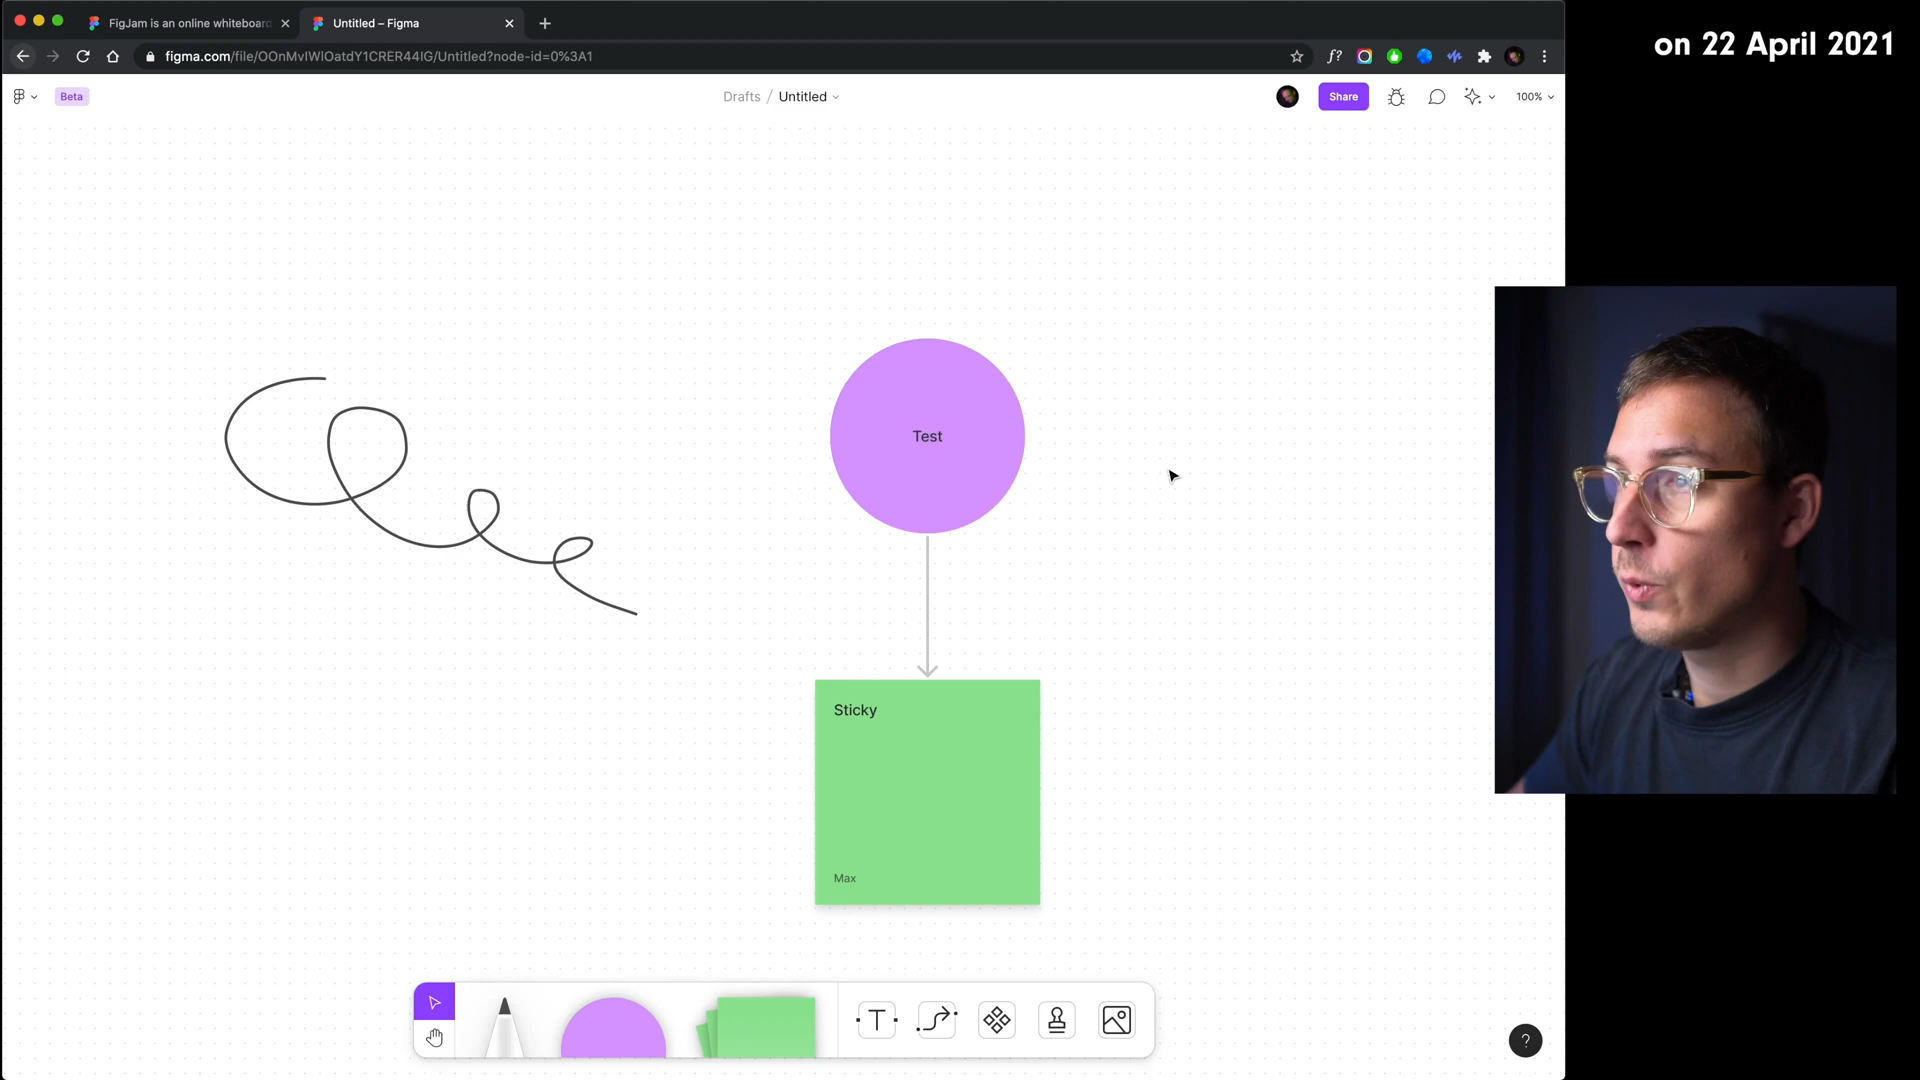 on 22 April 2021
FigJam is an online whiteboard
Untitled – Figma
figma.com/file/OOnMvIWlOatdY1CRER44IG/Untitled?node-id=0%3A1
f?
Beta
Drafts / Untitled
Share
100%
Test
Sticky
Max
T
?